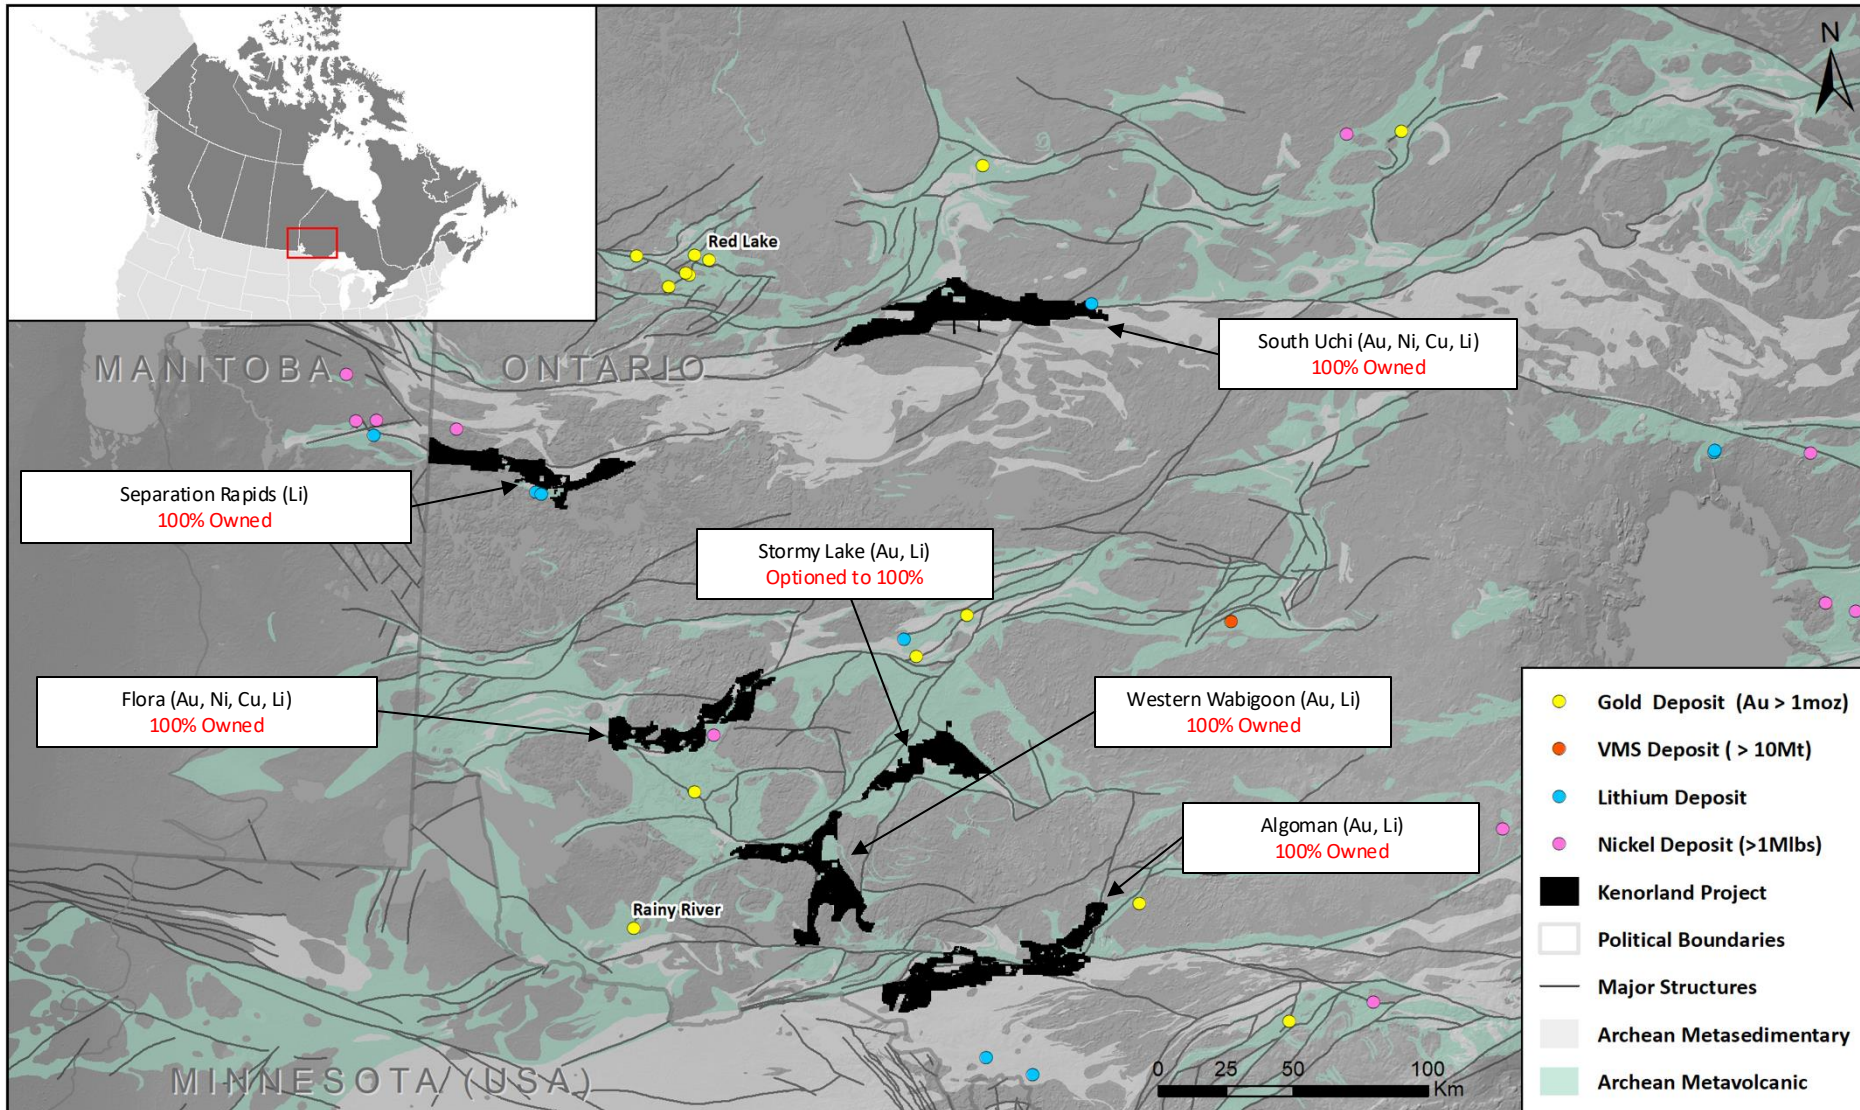 N
Red Lake
MANITOBA
ONTARIO
South Uchi (Au, Ni, Cu, Li)
100% Owned
Separation Rapids (Li)
100% Owned
Stormy Lake (Au, Li)
Optioned to 100%
Flora (Au, Ni, Cu, Li)
100% Owned
Western Wabigoon (Au, Li)
100% Owned
Algoman (Au, Li)
100% Owned
Rainy River
MINNESOTA (USA)
0 25 50 100
Km
Gold Deposit (Au > 1moz)
VMS Deposit ( > 10Mt)
Lithium Deposit
Nickel Deposit (>1Mlbs)
Kenorland Project
Political Boundaries
Major Structures
Archean Metasedimentary
Archean Metavolcanic